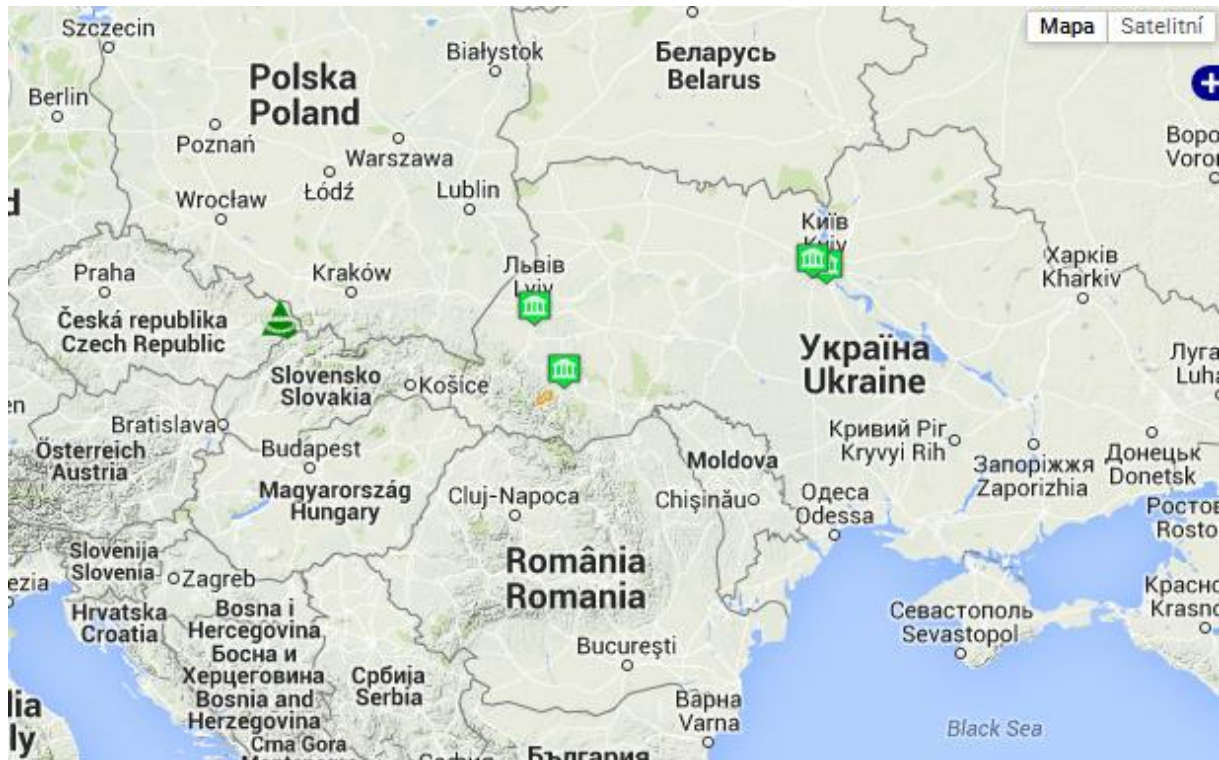 Szczecin
Białystok
Беларусь
Belarus
Mapa
Satelitní
Polska
Poland
Berlin
Poznań
Warszawa
Łódź
Wrocław
Lublin
Київ
Kyiv
Харків
Kharkiv
Львів
Lviv
Praha
Kraków
Česká republika
Czech Republic
Україна
Ukraine
Slovensko
Slovakia
Košice
Bratislava
Österreich
Austria
Budapest
Magyarország
Hungary
Кривий Ріг
Kryvyi Rih
Запоріжжя
Zaporizhia
Донецьк
Donetsk
Moldova
Cluj-Napoca
Chișinău
Одеса
Odessa
Slovenija
Slovenia
Zagreb
România
Romania
Hrvatska
Croatia
Bosna i
Hercegovina
Босна и
Херцеговина
Bosnia and
Herzegovina
Србија
Serbia
București
Севастополь
Sevastopol
Варна
Varna
Black Sea
Crna Gora
България